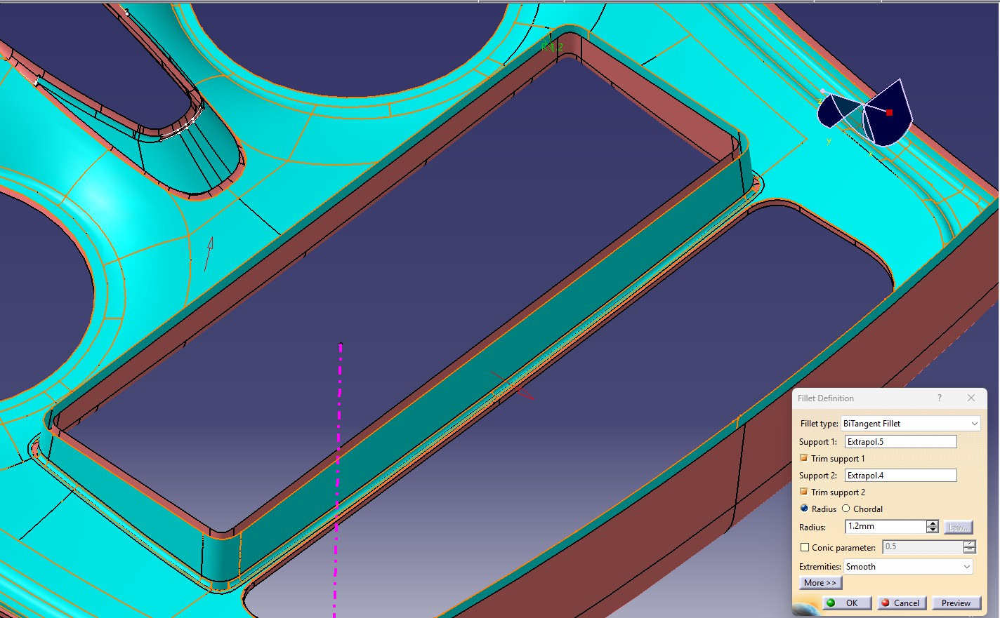 R 1.2
z
y
x
Fillet Definition ?
Fillet type: BiTangent Fillet
Support 1: Extrapol.5
Trim support 1
Support 2: Extrapol.4
Trim support 2
Radius Chordal
Radius: 1.2mm Law..
Conic parameter: 0.5
Extremities: Smooth
More >>
OK Cancel Preview